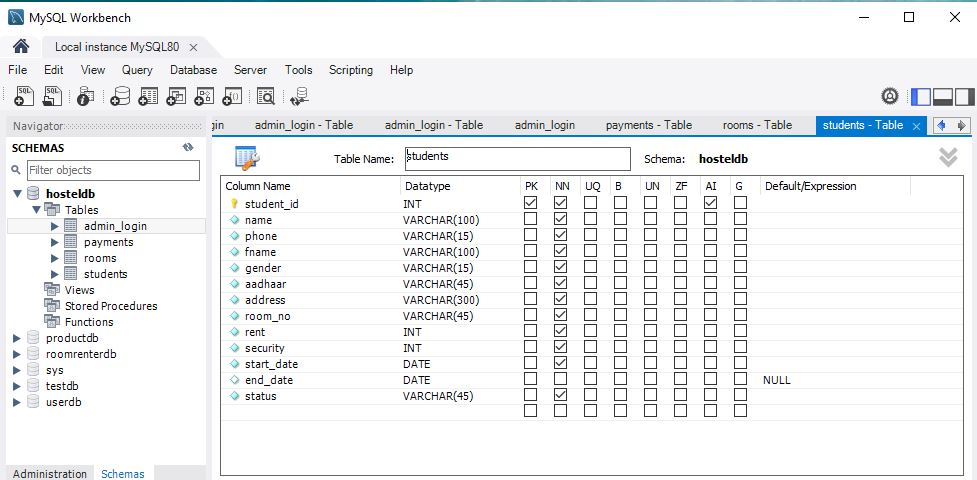 MySQL Workbench
Local instance MySQL80
File Edit View Query Database Server Tools Scripting Help
Navigator
gin admin_login - Table admin_login - Table admin_login payments - Table rooms - Table students - Table
SCHEMAS
Filter objects
hosteldb
Tables
admin_login
payments
rooms
students
Views
Stored Procedures
Functions
productdb
roomrenterdb
sys
testdb
userdb
Administration Schemas
Table Name: students Schema: hosteldb
Column Name Datatype PK NN UQ B UN ZF AI G Default/Expression
student_id INT
name VARCHAR(100)
phone VARCHAR(15)
fname VARCHAR(100)
gender VARCHAR(15)
aadhaar VARCHAR(45)
address VARCHAR(300)
room_no VARCHAR(45)
rent INT
security INT
start_date DATE
end_date DATE NULL
status VARCHAR(45)